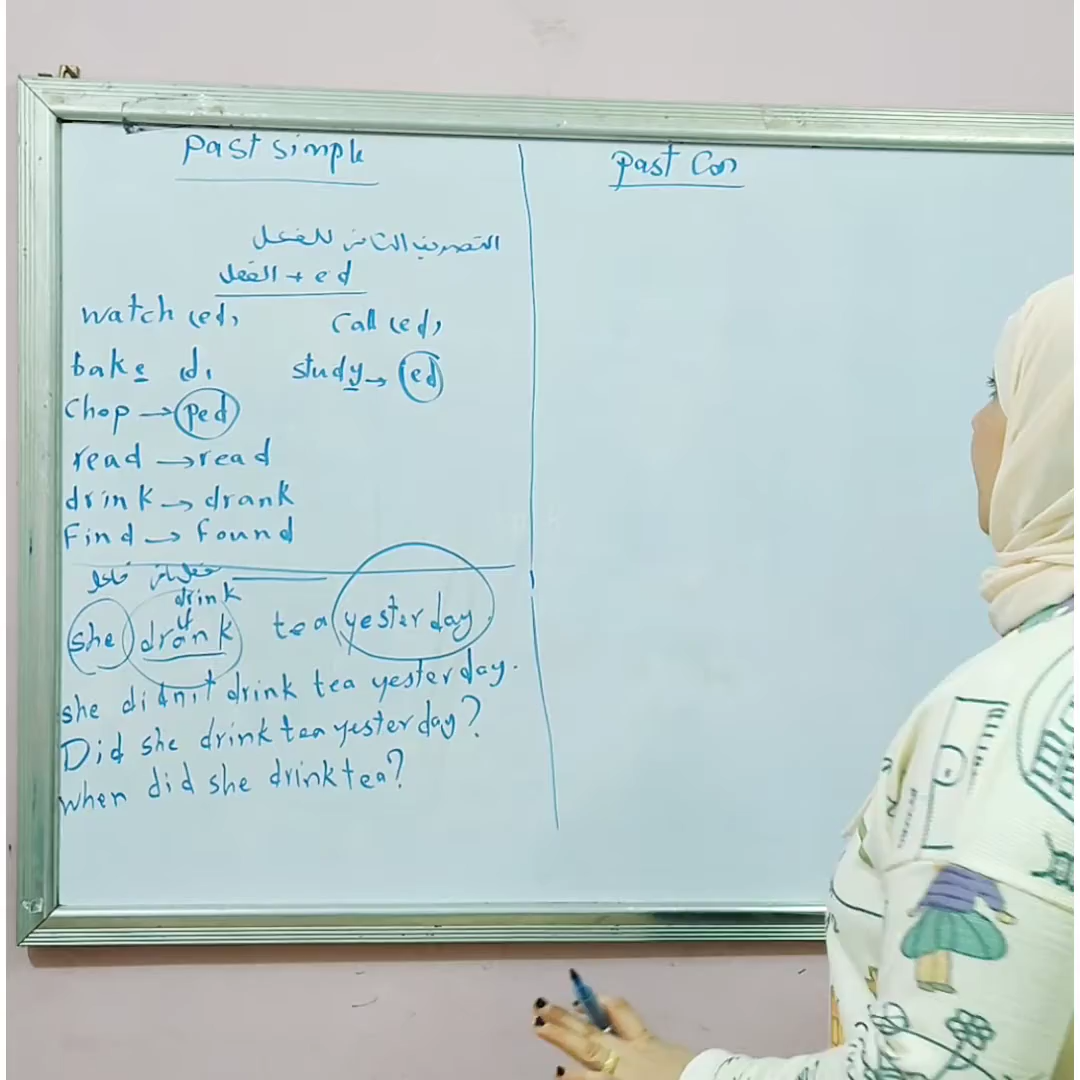 past simple
التصريف الثاني للفعل
الفعل + ed
watch (ed)
call (ed)
bake d
study → ied
chop → ped
read → read
drink → drank
Find → found
فاعل
drink
she drank tea yesterday.
she didn't drink tea yesterday.
Did she drink tea yesterday?
when did she drink tea?
past Con